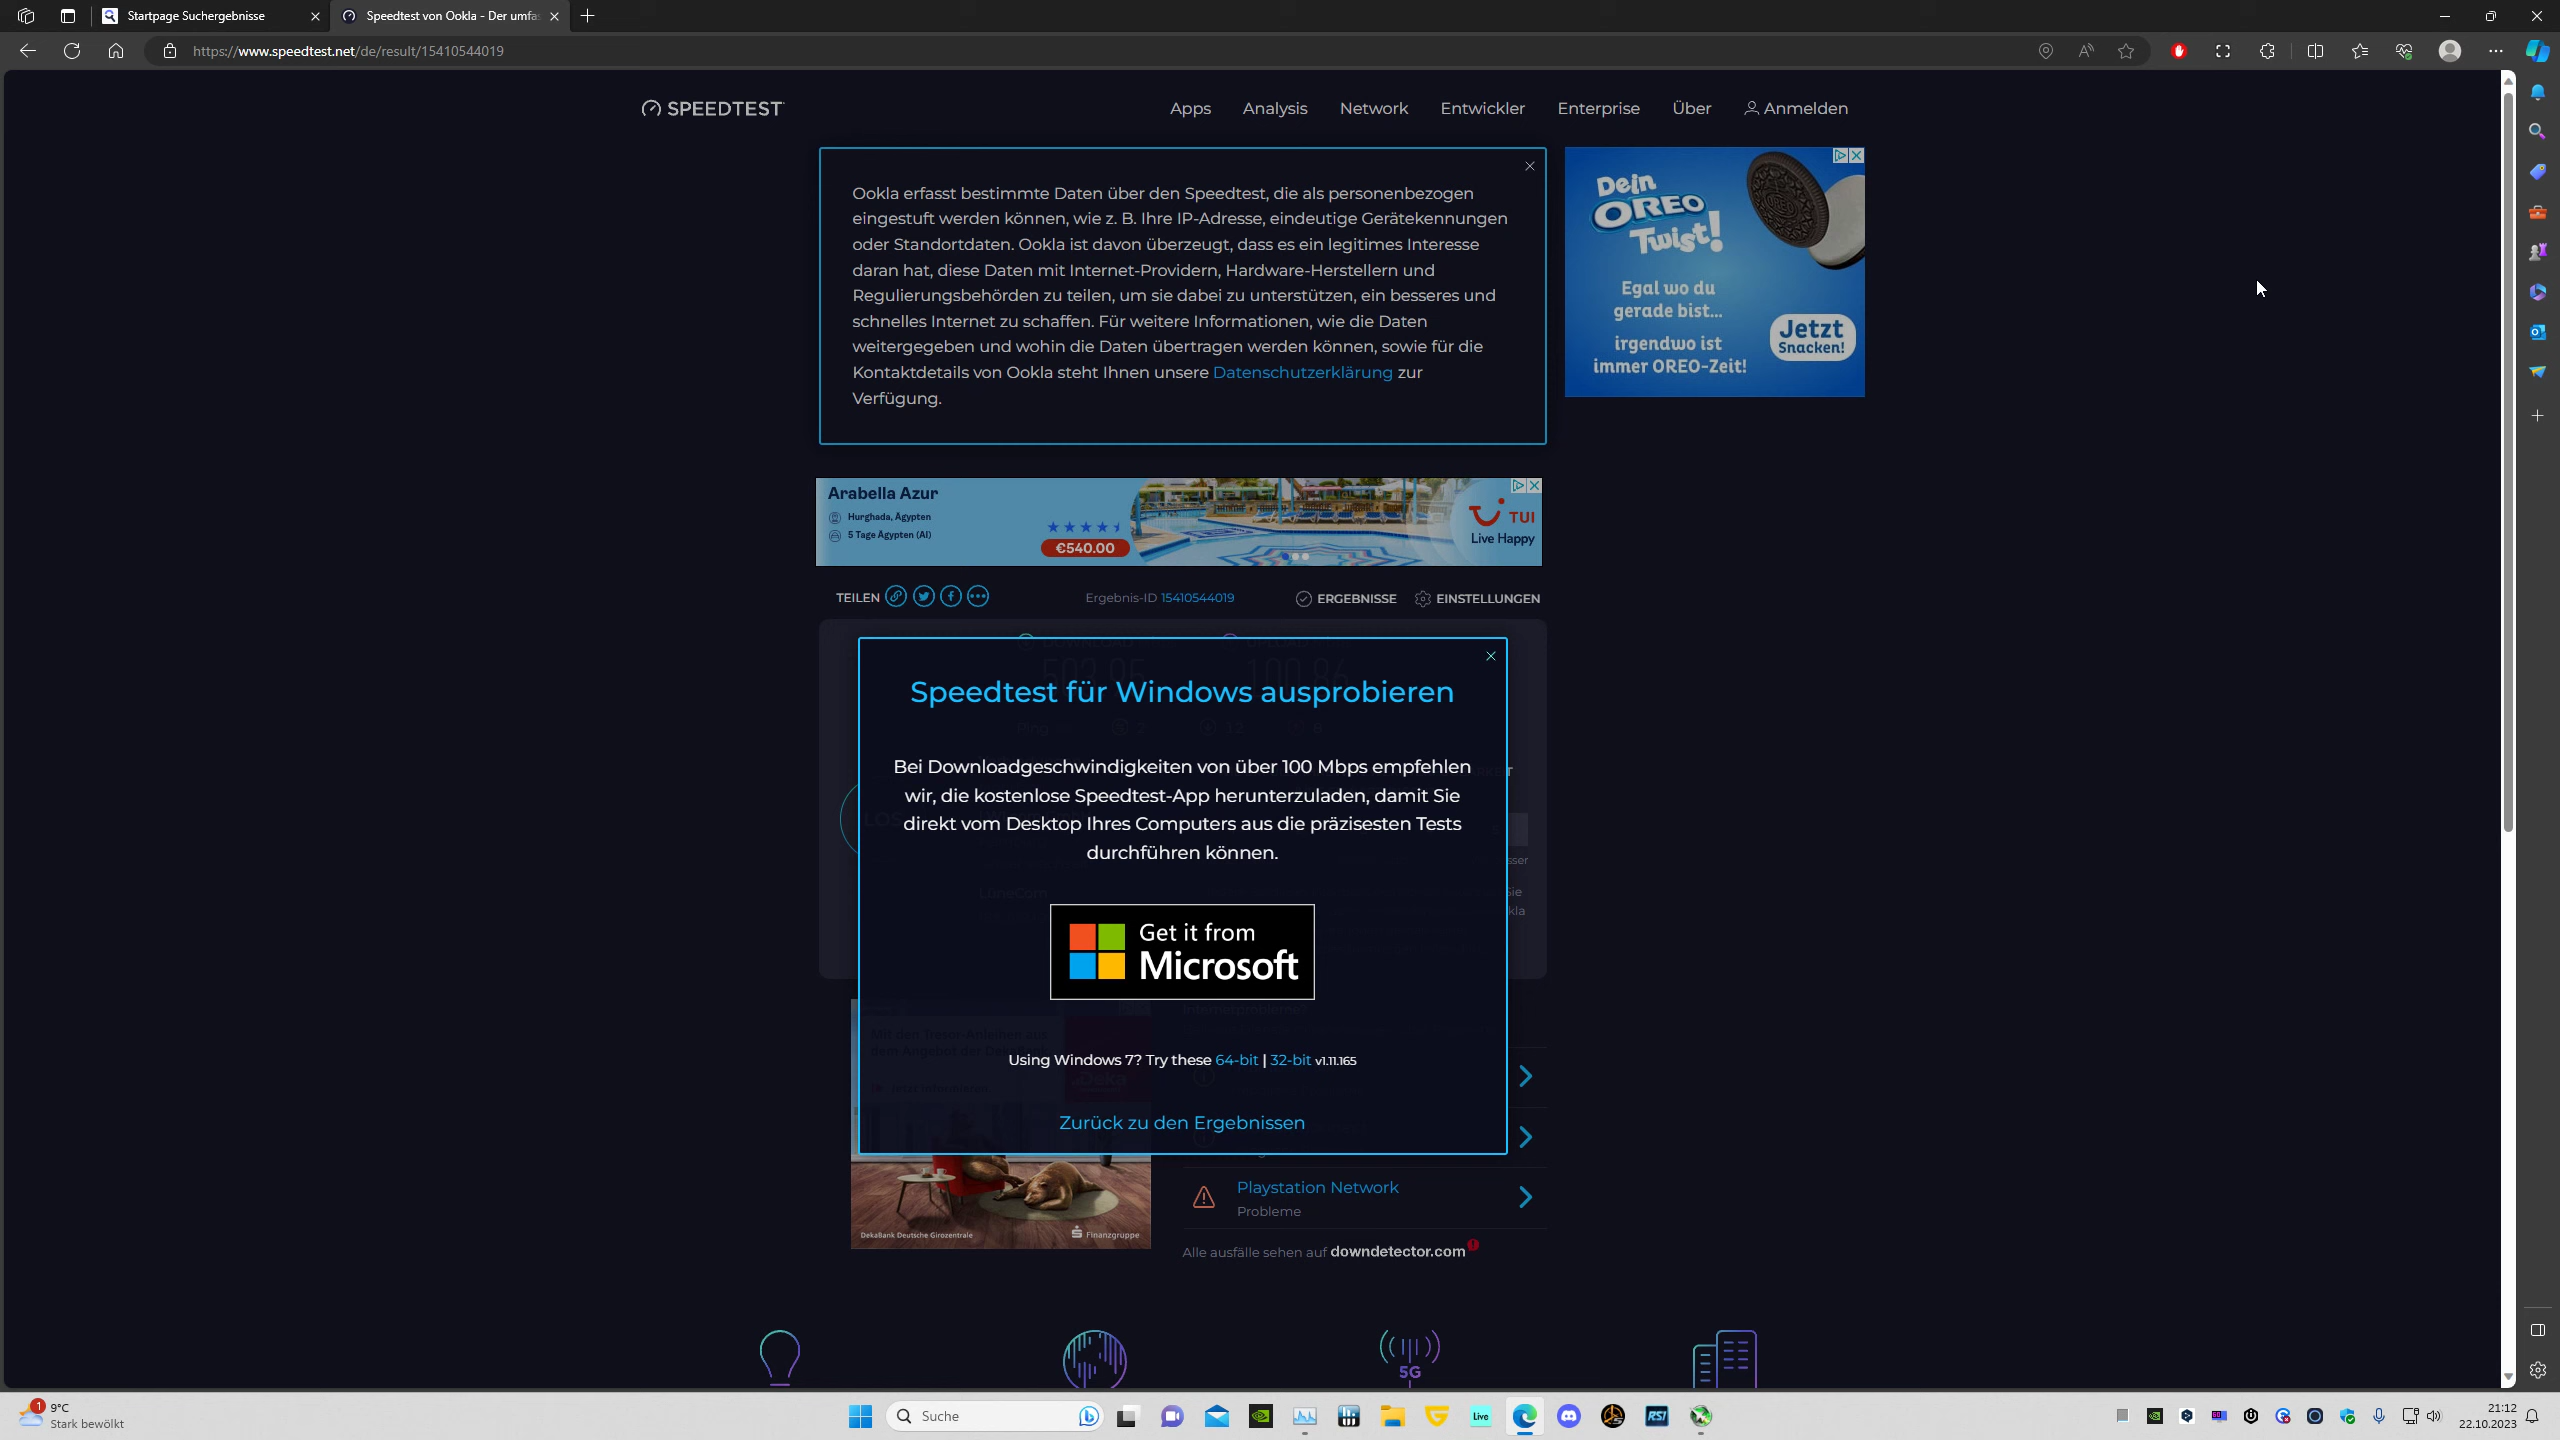 Startpage Suchergebnisse
Speedtest von Ookla - Der umfa
https://www.speedtest.net/de/result/15410544019
SPEEDTEST
Apps
Analysis
Network
Entwickler
Enterprise
Über
Anmelden
Ookla erfasst bestimmte Daten über den Speedtest, die als personenbezogen
eingestuft werden können, wie z. B. Ihre IP-Adresse, eindeutige Gerätekennungen
oder Standortdaten. Ookla ist davon überzeugt, dass es ein legitimes Interesse
daran hat, diese Daten mit Internet-Providern, Hardware-Herstellern und
Regulierungsbehörden zu teilen, um sie dabei zu unterstützen, ein besseres und
schnelles Internet zu schaffen. Für weitere Informationen, wie die Daten
weitergegeben und wohin die Daten übertragen werden können, sowie für die
Kontaktdetails von Ookla steht Ihnen unsere Datenschutzerklärung zur
Verfügung.
Dein
OREO
Twist!
Egal wo du
gerade bist...
irgendwo ist
immer OREO-Zeit!
Jetzt
Snacken!
Arabella Azur
Hurghada, Ägypten
5 Tage Ägypten (AI)
€540.00
TUI
Live Happy
TEILEN
Ergebnis-ID 15410544019
ERGEBNISSE
EINSTELLUNGEN
Speedtest für Windows ausprobieren
Bei Downloadgeschwindigkeiten von über 100 Mbps empfehlen
wir, die kostenlose Speedtest-App herunterzuladen, damit Sie
direkt vom Desktop Ihres Computers aus die präzisesten Tests
durchführen können.
Get it from
Microsoft
Using Windows 7? Try these 64-bit | 32-bit v1.11.165
Zurück zu den Ergebnissen
DekaBank Deutsche Girozentrale
Finanzgruppe
Playstation Network
Probleme
Alle ausfälle sehen auf downdetector.com
5G
1
9°C
Stark bewölkt
Suche
Live
RSI
21:12
22.10.2023